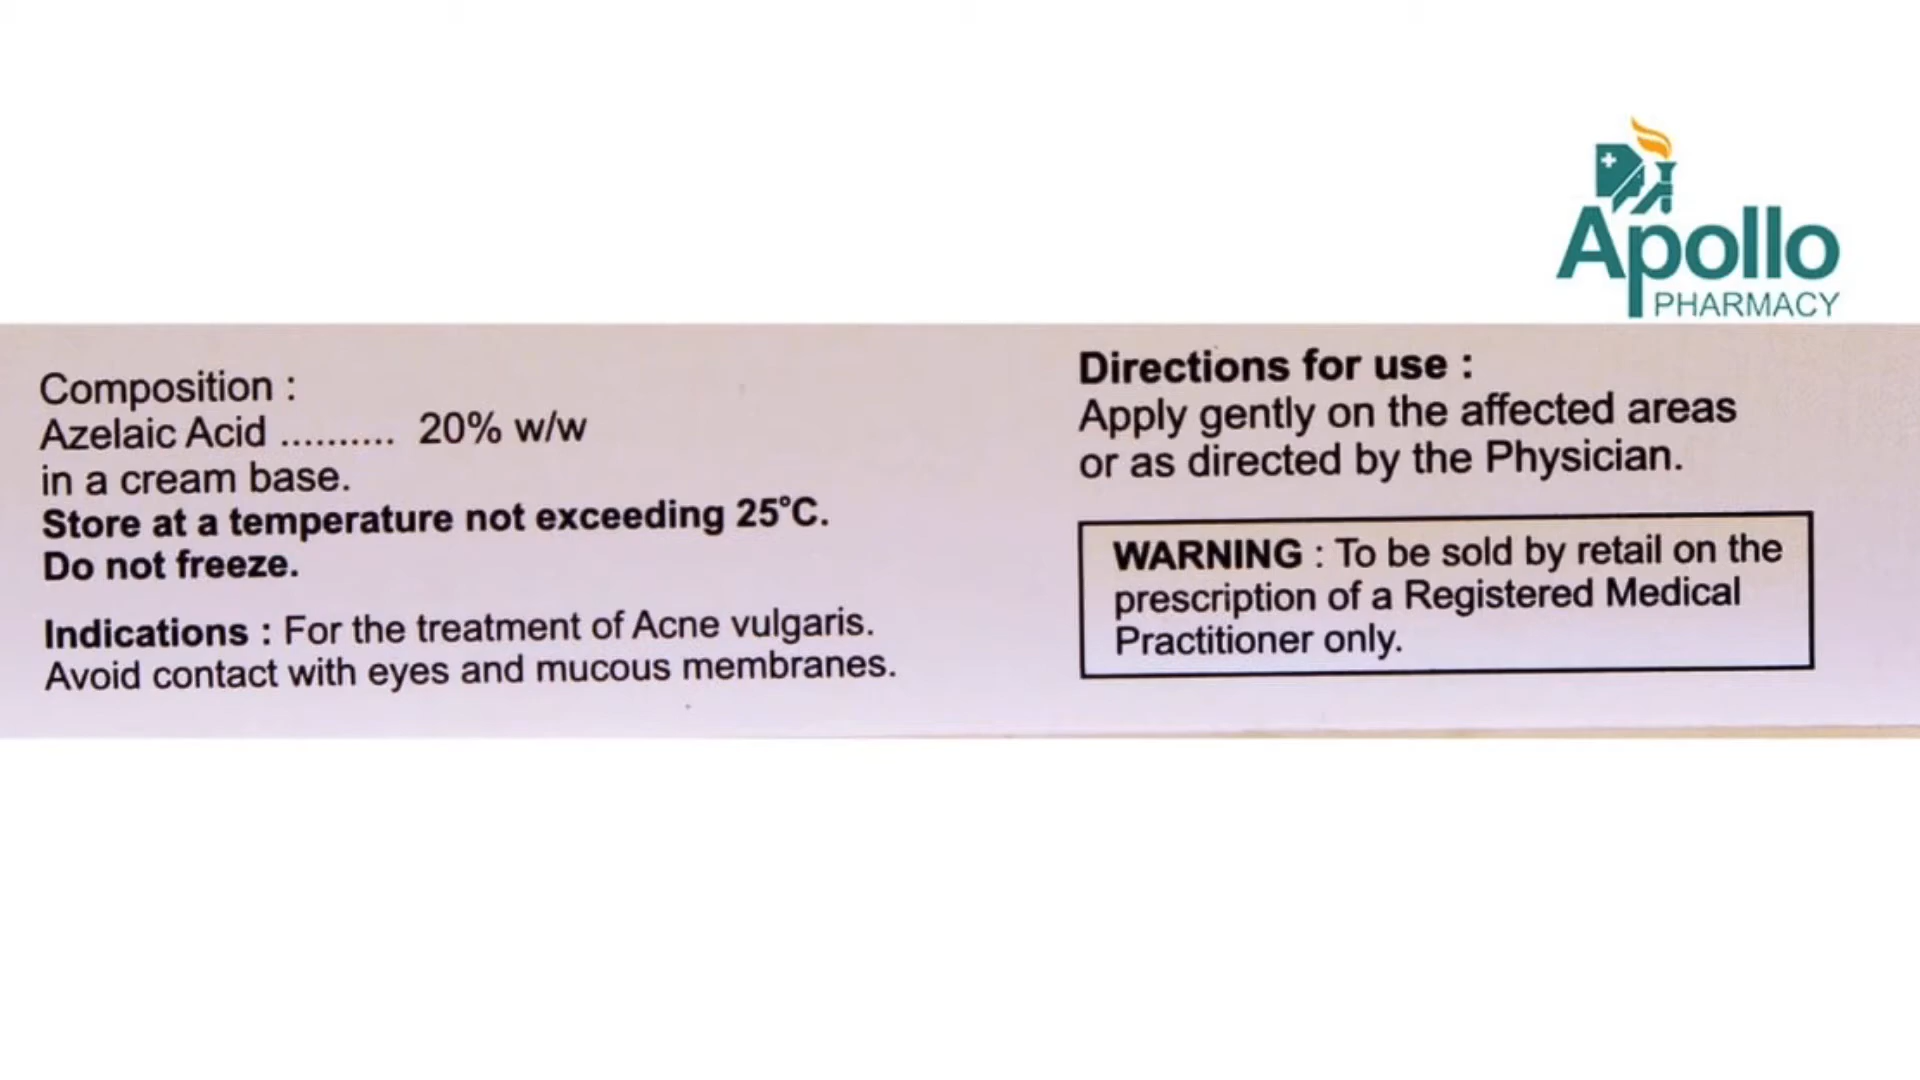 Apollo
PHARMACY
Composition :
Azelaic Acid .......... 20% w/w
in a cream base.
Store at a temperature not exceeding 25°C.
Do not freeze.
Indications : For the treatment of Acne vulgaris.
Avoid contact with eyes and mucous membranes.
Directions for use :
Apply gently on the affected areas
or as directed by the Physician.
WARNING : To be sold by retail on the
prescription of a Registered Medical
Practitioner only.